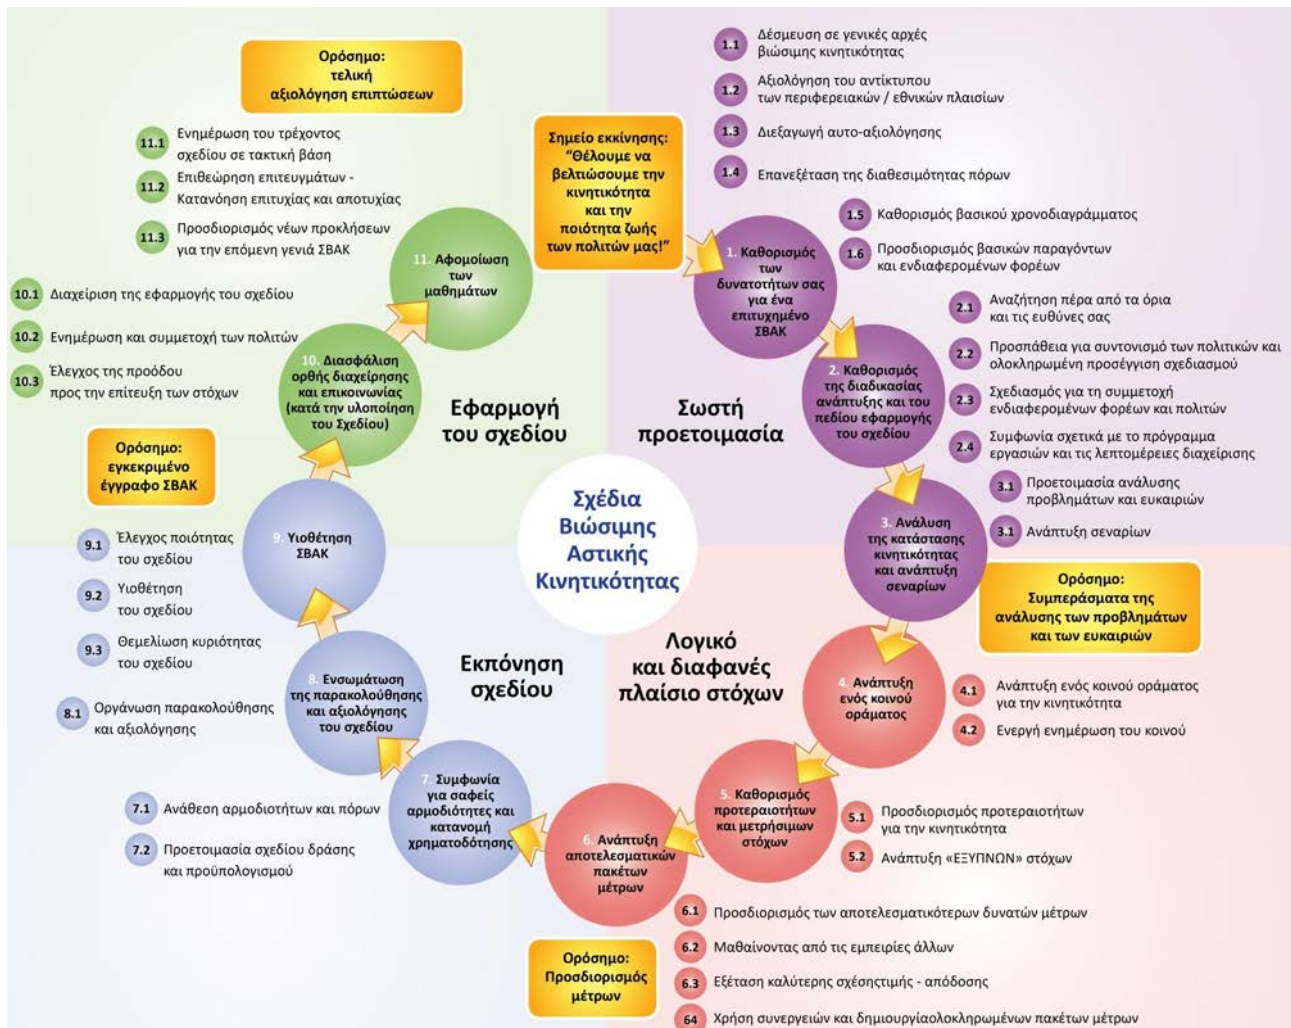 Ορόσημο:
τελική
αξιολόγηση επιπτώσεων
11.1 Ενημέρωση του τρέχοντος
σχεδίου σε τακτική βάση
11.2 Επιθεώρηση επιτευγμάτων -
Κατανόηση επιτυχίας και αποτυχίας
11.3 Προσδιορισμός νέων προκλήσεων
για την επόμενη γενιά ΣΒΑΚ
10.1 Διαχείριση της εφαρμογής του σχεδίου
10.2 Ενημέρωση και συμμετοχή των πολιτών
10.3 Έλεγχος της προόδου
προς την επίτευξη των στόχων
11. Αφομοίωση
των
μαθημάτων
10. Διασφάλιση
ορθής διαχείρησης
και επικοινωνίας
(κατά την υλοποίηση
του Σχεδίου)
Εφαρμογή
του σχεδίου
Ορόσημο:
εγκεκριμένο
έγγραφο ΣΒΑΚ
Σημείο εκκίνησης:
“Θέλουμε να
βελτιώσουμε την
κινητικότητα
και την
ποιότητα ζωής
των πολιτών μας!”
1.1 Δέσμευση σε γενικές αρχές
βιώσιμης κινητικότητας
1.2 Αξιολόγηση του αντίκτυπου
των περιφερειακών / εθνικών πλαισίων
1.3 Διεξαγωγή αυτο-αξιολόγησης
1.4 Επανεξέταση της διαθεσιμότητας πόρων
1.5 Καθορισμός βασικού χρονοδιαγράμματος
1.6 Προσδιορισμός βασικών παραγόντων
και ενδιαφερομένων φορέων
1. Καθορισμός
των
δυνατοτήτων σας
για ένα
επιτυχημένο
ΣΒΑΚ
2.1 Αναζήτηση πέρα από τα όρια
και τις ευθύνες σας
2.2 Προσπάθεια για συντονισμό των πολιτικών και
ολοκληρωμένη προσέγγιση σχεδιασμού
2.3 Σχεδιασμός για τη συμμετοχή
ενδιαφερομένων φορέων και πολιτών
2.4 Συμφωνία σχετικά με το πρόγραμμα
εργασιών και τις λεπτομέρειες διαχείρισης
2. Καθορισμός
της διαδικασίας
ανάπτυξης και του
πεδίου εφαρμογής
του σχεδίου
Σωστή
προετοιμασία
3.1 Προετοιμασία ανάλυσης
προβλημάτων και ευκαιριών
3.1 Ανάπτυξη σεναρίων
3. Ανάλυση
της κατάστασης
κινητικότητας
και ανάπτυξη
σεναρίων
Ορόσημο:
Συμπεράσματα της
ανάλυσης των προβλημάτων
και των ευκαιριών
Σχέδια
Βιώσιμης
Αστικής
Κινητικότητας
Λογικό
και διαφανές
πλαίσιο στόχων
4. Ανάπτυξη
ενός κοινού
οράματος
4.1 Ανάπτυξη ενός κοινού οράματος
για την κινητικότητα
4.2 Ενεργή ενημέρωση του κοινού
5. Καθορισμός
προτεραιοτήτων
και μετρήσιμων
στόχων
5.1 Προσδιορισμός προτεραιοτήτων
για την κινητικότητα
5.2 Ανάπτυξη «ΕΞΥΠΝΩΝ» στόχων
6. Ανάπτυξη
αποτελεσματικών
πακέτων
μέτρων
6.1 Προσδιορισμός των αποτελεσματικότερων δυνατών μέτρων
6.2 Μαθαίνοντας από τις εμπειρίες άλλων
6.3 Εξέταση καλύτερης σχέσηςτιμής - απόδοσης
64 Χρήση συνεργειών και δημιουργίαολοκληρωμένων πακέτων μέτρων
Ορόσημο:
Προσδιορισμός
μέτρων
7. Συμφωνία
για σαφείς
αρμοδιότητες και
κατανομή
χρηματοδότησης
7.1 Ανάθεση αρμοδιοτήτων και πόρων
7.2 Προετοιμασία σχεδίου δράσης
και προϋπολογισμού
Εκπόνηση
σχεδίου
8. Ενσωμάτωση
της παρακολούθησης
και αξιολόγησης
του σχεδίου
8.1 Οργάνωση παρακολούθησης
και αξιολόγησης
9. Υιοθέτηση
ΣΒΑΚ
9.1 Έλεγχος ποιότητας
του σχεδίου
9.2 Υιοθέτηση
του σχεδίου
9.3 Θεμελίωση κυριότητας
του σχεδίου